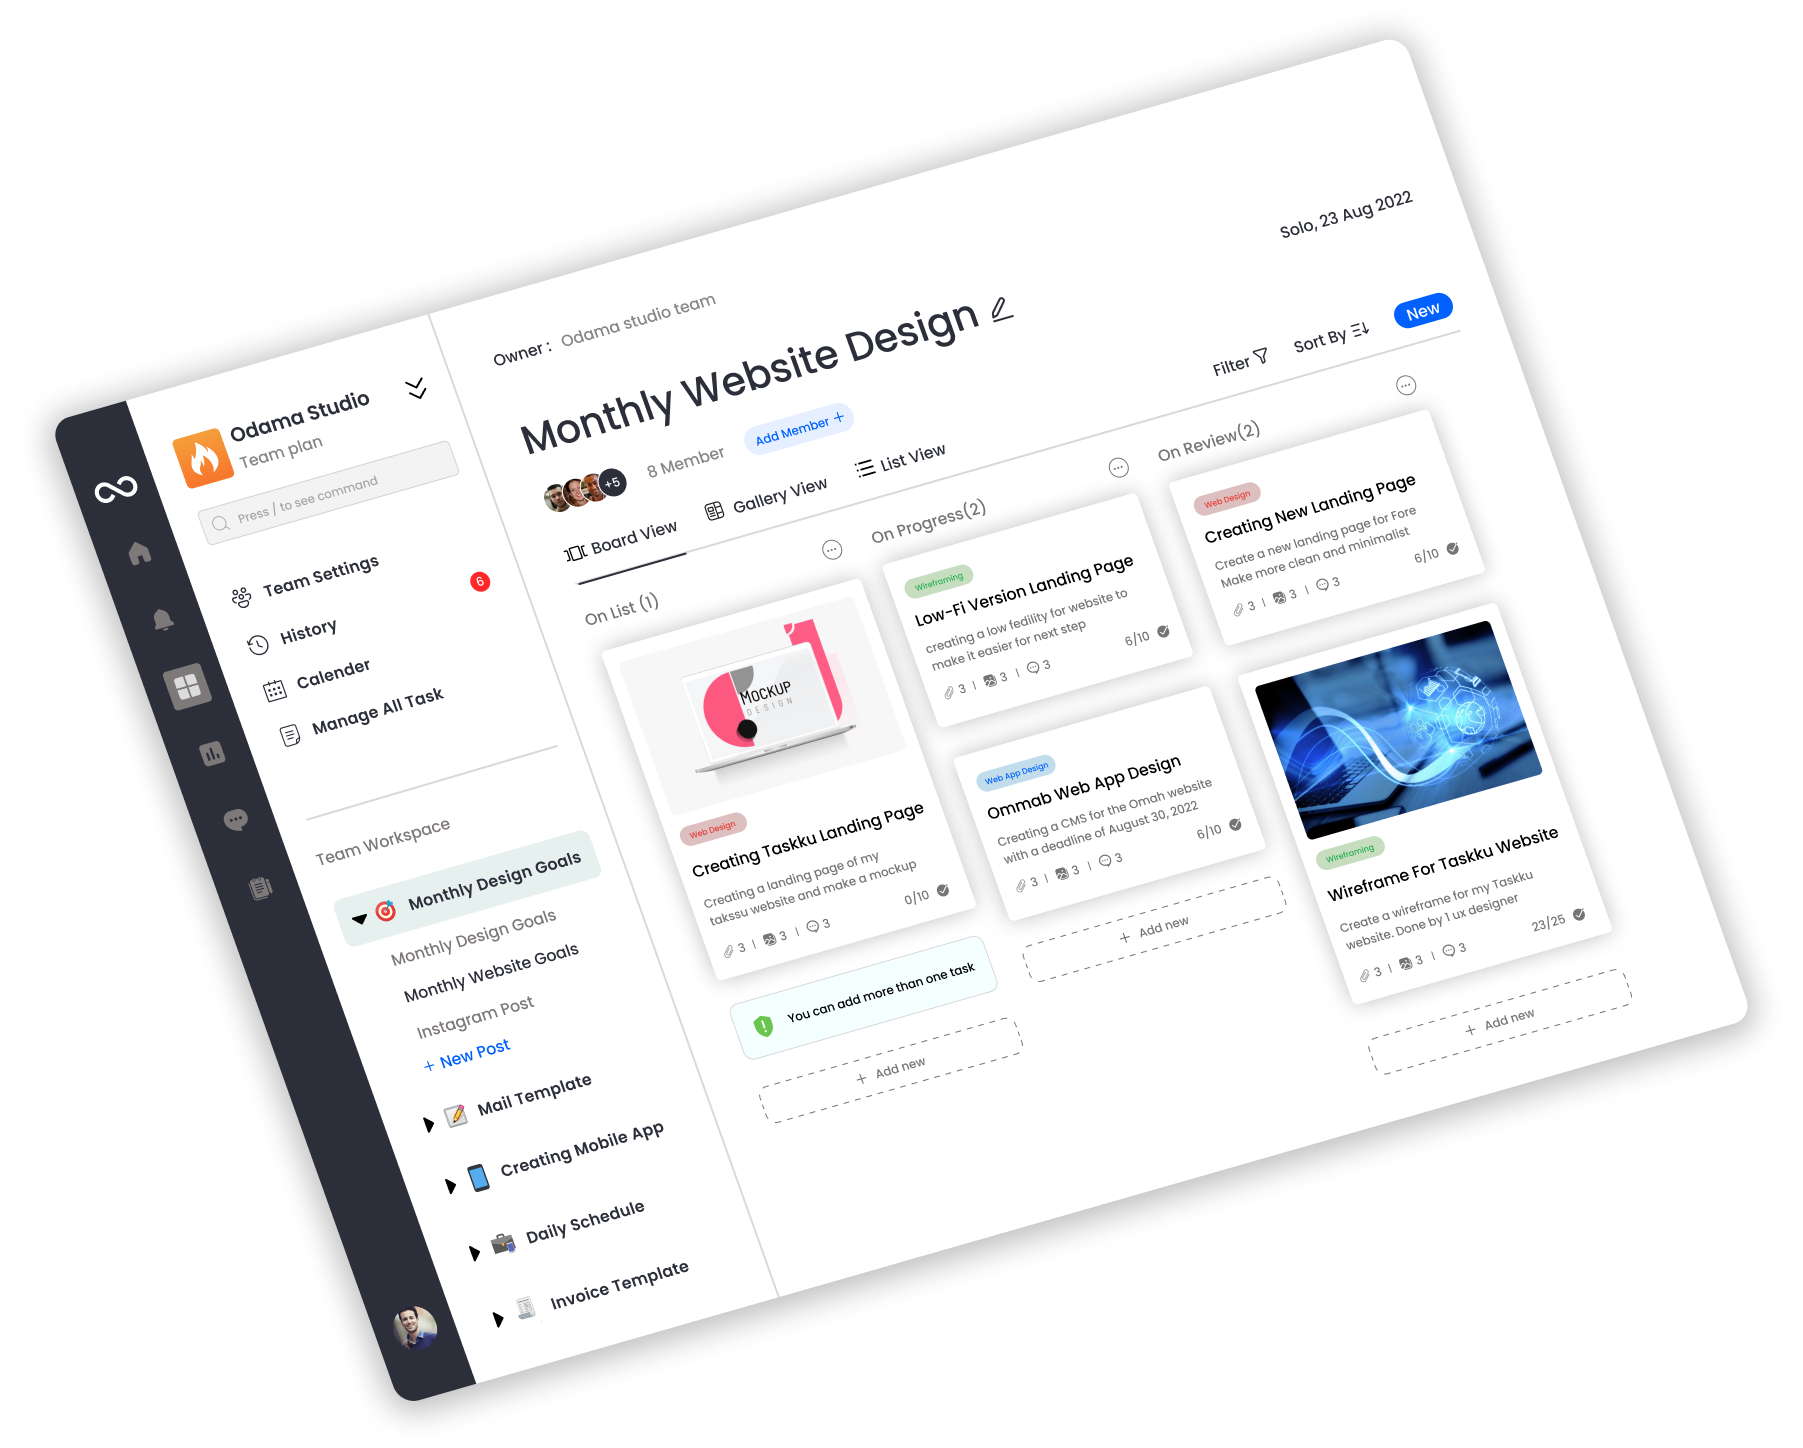 Odama Studio
Team plan
Press / to see command
Team Settings
6
History
Calender
Manage All Task
Team Workspace
Monthly Design Goals
Monthly Design Goals
Monthly Website Goals
Instagram Post
+ New Post
Mail Template
Creating Mobile App
Daily Schedule
Invoice Template
Solo, 23 Aug 2022
Owner : Odama studio team
Monthly Website Design
+5
8 Member
Add Member +
Board View
Gallery View
List View
Filter
Sort By
New
On List (1)
MOCKUP
DESIGN
Web Design
Creating Taskku Landing Page
Creating a landing page of my
takssu website and make a mockup
3 | 3 | 3
0/10
You can add more than one task
+ Add new
On Progress(2)
Wireframing
Low-Fi Version Landing Page
creating a low fedility for website to
make it easier for next step
3 | 3 | 3
6/10
Web App Design
Ommab Web App Design
Creating a CMS for the Omah website
with a deadline of August 30, 2022
3 | 3 | 3
6/10
+ Add new
On Review(2)
Web Design
Creating New Landing Page
Create a new landing page for Fore
Make more clean and minimalist
3 | 3 | 3
6/10
Wireframing
Wireframe For Taskku Website
Create a wireframe for my Taskku
website. Done by 1 ux designer
3 | 3 | 3
23/25
+ Add new